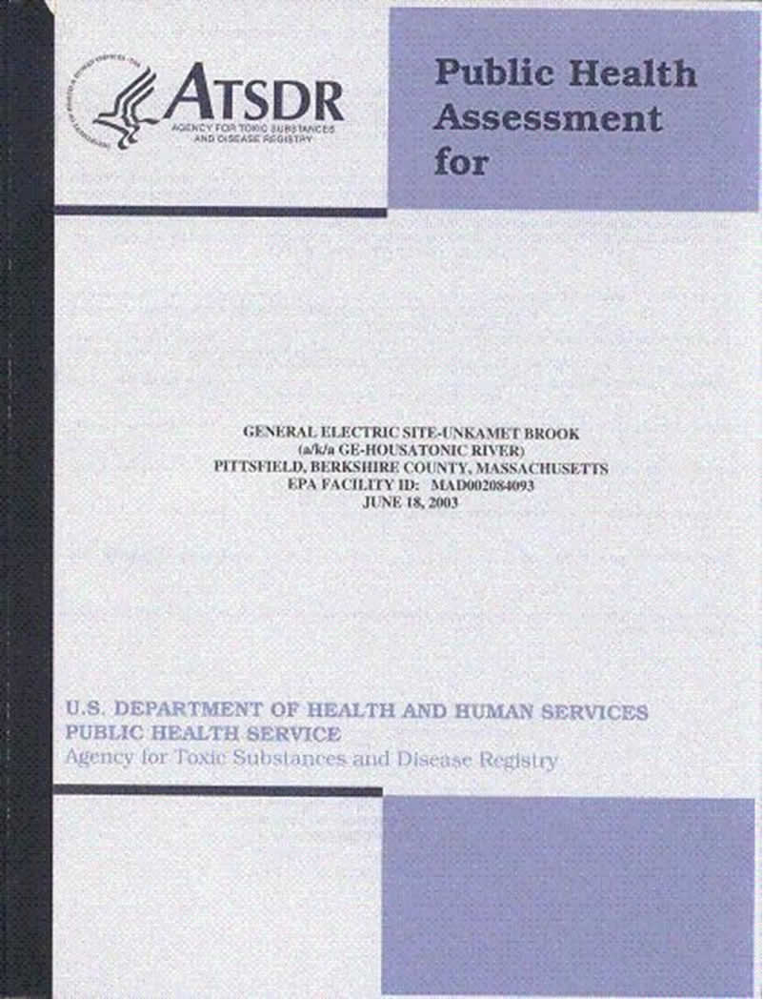 ATSDR
AGENCY FOR TOXIC SUBSTANCES
AND DISEASE REGISTRY
Public Health
Assessment
for
GENERAL ELECTRIC SITE-UNKAMET BROOK
(a/k/a GE-HOUSATONIC RIVER)
PITTSFIELD, BERKSHIRE COUNTY, MASSACHUSETTS
EPA FACILITY ID: MAD002084093
JUNE 18, 2003
U.S. DEPARTMENT OF HEALTH AND HUMAN SERVICES
PUBLIC HEALTH SERVICE
Agency for Toxic Substances and Disease Registry